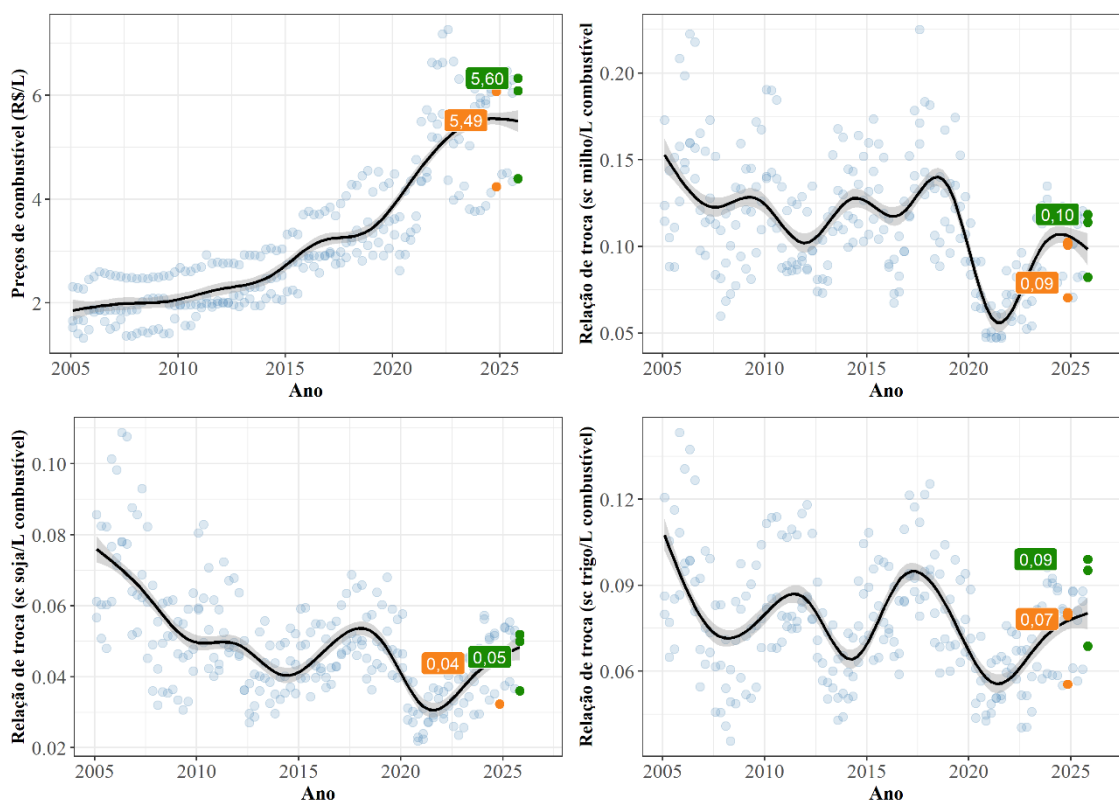 Preços de combustível (R$/L)
6
4
2
5,60
5,49
2005 2010 2015 2020 2025
Ano
Relação de troca (sc milho/L combustível)
0.20
0.15
0.10
0.05
0,10
0,09
2005 2010 2015 2020 2025
Ano
Relação de troca (sc soja/L combustível)
0.10
0.08
0.06
0.04
0.02
0,04 0,05
2005 2010 2015 2020 2025
Ano
Relação de troca (sc trigo/L combustível)
0.12
0.09
0.06
0,09
0,07
2005 2010 2015 2020 2025
Ano